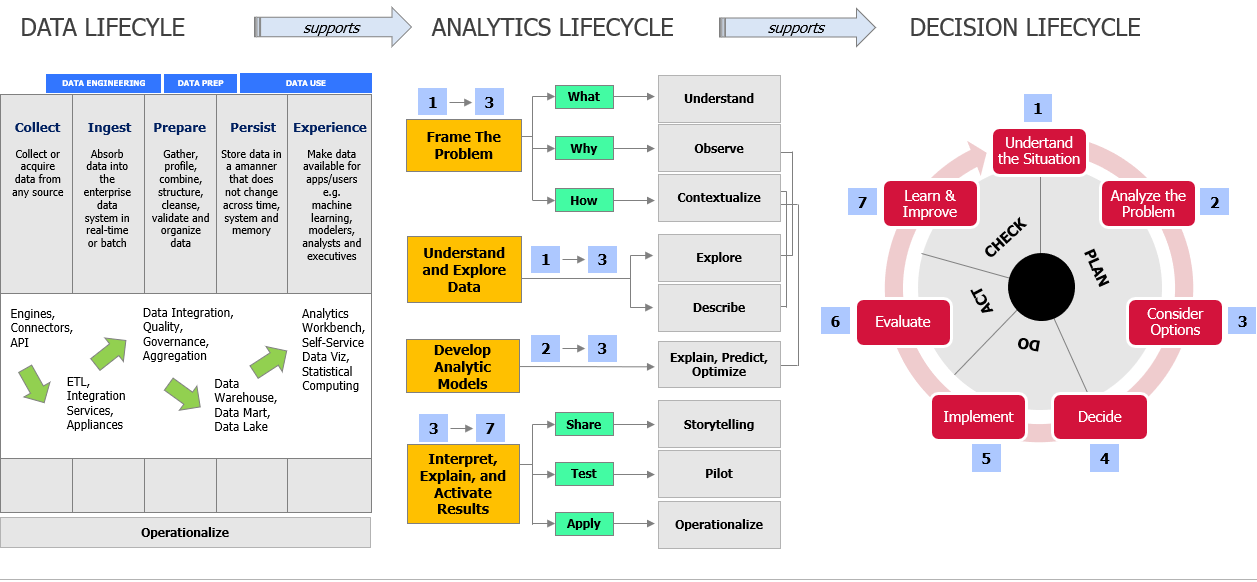 DATA LIFECYLE
supports
ANALYTICS LIFECYCLE
supports
DECISION LIFECYCLE
DATA ENGINEERING
DATA PREP
DATA USE
Collect
Collect or
acquire
data from
any source
Ingest
Absorb
data into
the
enterprise
data
system in
real-time
or batch
Prepare
Gather,
profile,
combine,
structure,
cleanse,
validate and
organize
data
Persist
Store data in
a amanner
that does
not change
across time,
system and
memory
Experience
Make data
available for
apps/users
e.g.
machine
learning,
modelers,
analysts and
executives
Engines,
Connectors,
API
ETL,
Integration
Services,
Appliances
Data Integration,
Quality,
Governance,
Aggregation
Data
Warehouse,
Data Mart,
Data Lake
Analytics
Workbench,
Self-Service
Data Viz,
Statistical
Computing
Operationalize
1
3
Frame The
Problem
What
Why
How
Understand
Observe
Contextualize
Understand
and Explore
Data
1
3
Explore
Describe
Develop
Analytic
Models
2
3
Explain, Predict,
Optimize
3
7
Interpret,
Explain, and
Activate
Results
Share
Test
Apply
Storytelling
Pilot
Operationalize
1
Undertand
the Situation
Analyze the
Problem
2
Consider
Options
3
Decide
4
Implement
5
Evaluate
6
Learn &
Improve
7
PLAN
DO
ACT
CHECK